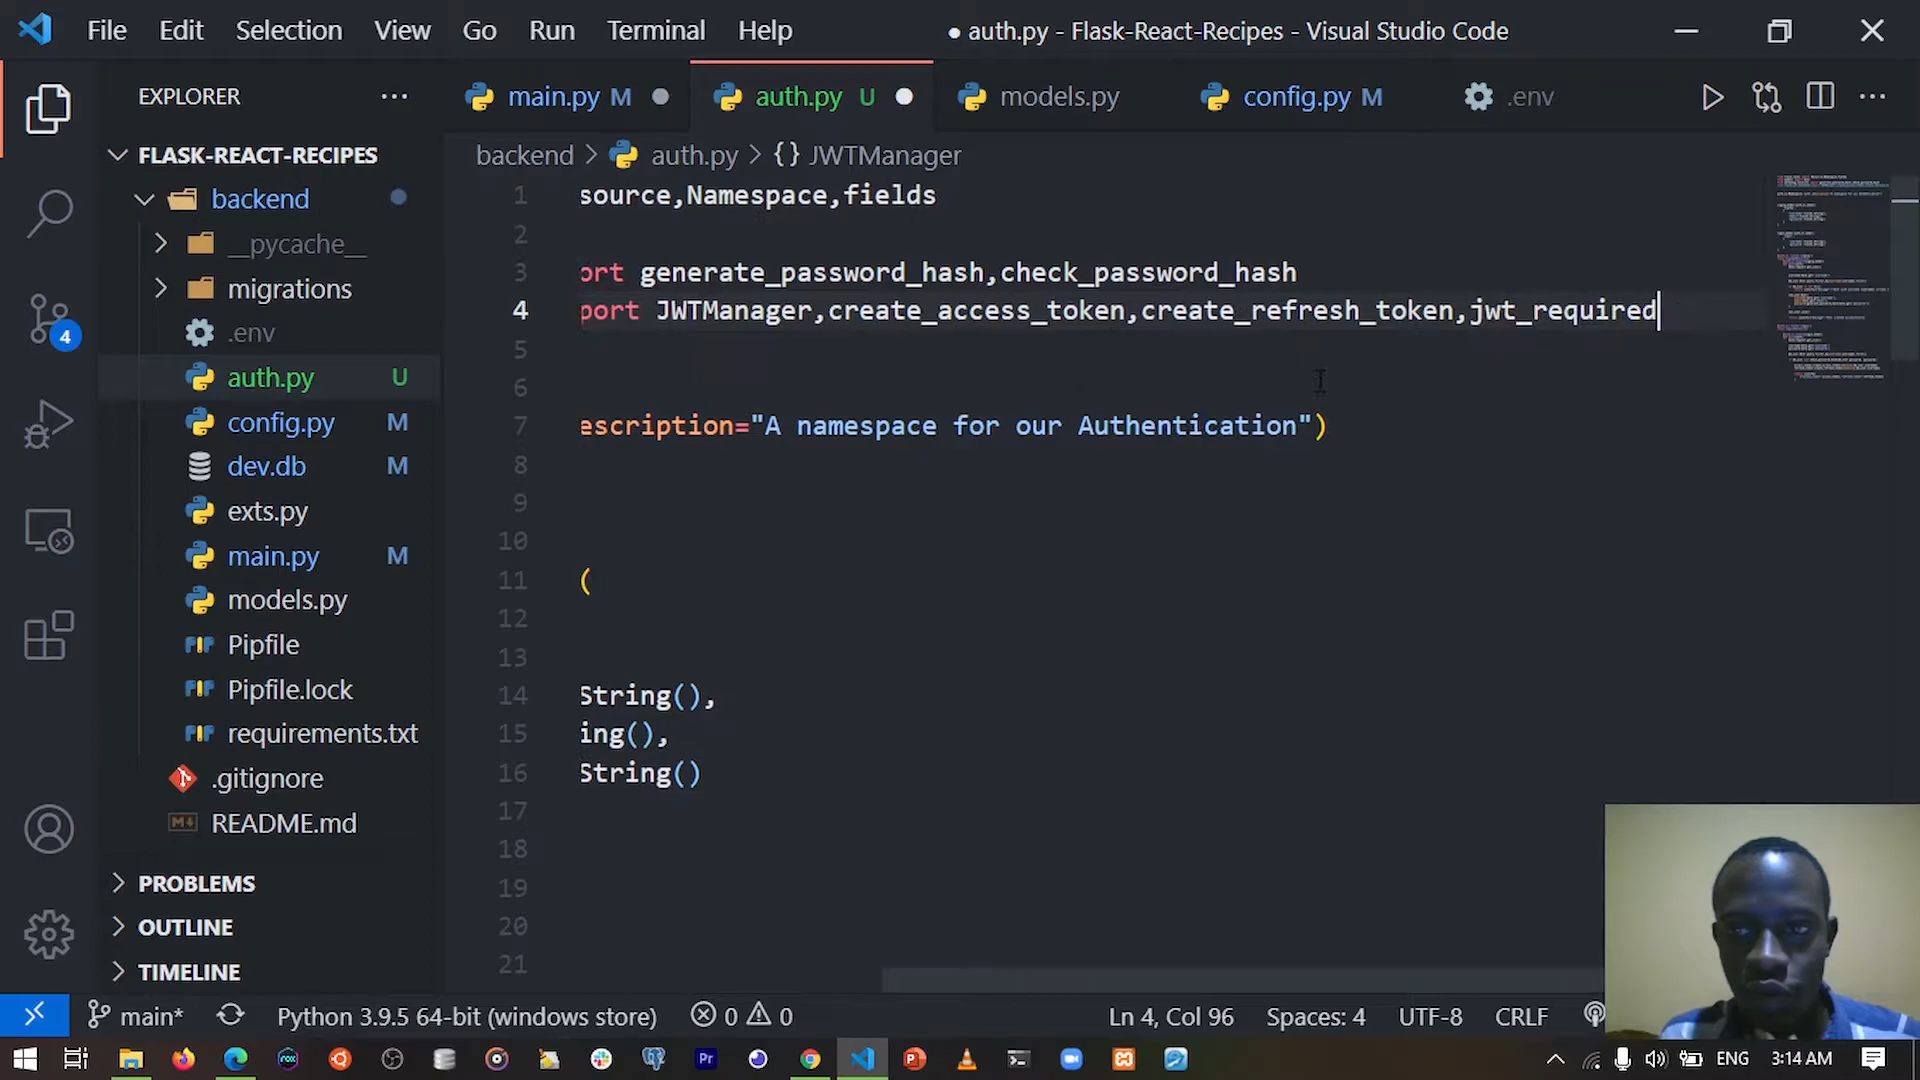 File Edit Selection View Go Run Terminal Help ● auth.py - Flask-React-Recipes - Visual Studio Code
EXPLORER ··· main.py M auth.py U models.py config.py M .env ···
FLASK-REACT-RECIPES
backend > auth.py > {} JWTManager
backend
__pycache__
migrations
.env
auth.py U
config.py M
dev.db M
exts.py
main.py M
models.py
Pipfile
Pipfile.lock
requirements.txt
.gitignore
README.md
PROBLEMS
OUTLINE
TIMELINE
4
1 source,Namespace,fields
2
3 ort generate_password_hash,check_password_hash
4 port JWTManager,create_access_token,create_refresh_token,jwt_required
5
6
7 escription="A namespace for our Authentication")
8
9
10
11 (
12
13
14 String(),
15 ing(),
16 String()
17
18
19
20
21
main* Python 3.9.5 64-bit (windows store) 0 0 Ln 4, Col 96 Spaces: 4 UTF-8 CRLF
Pr ENG 3:14 AM